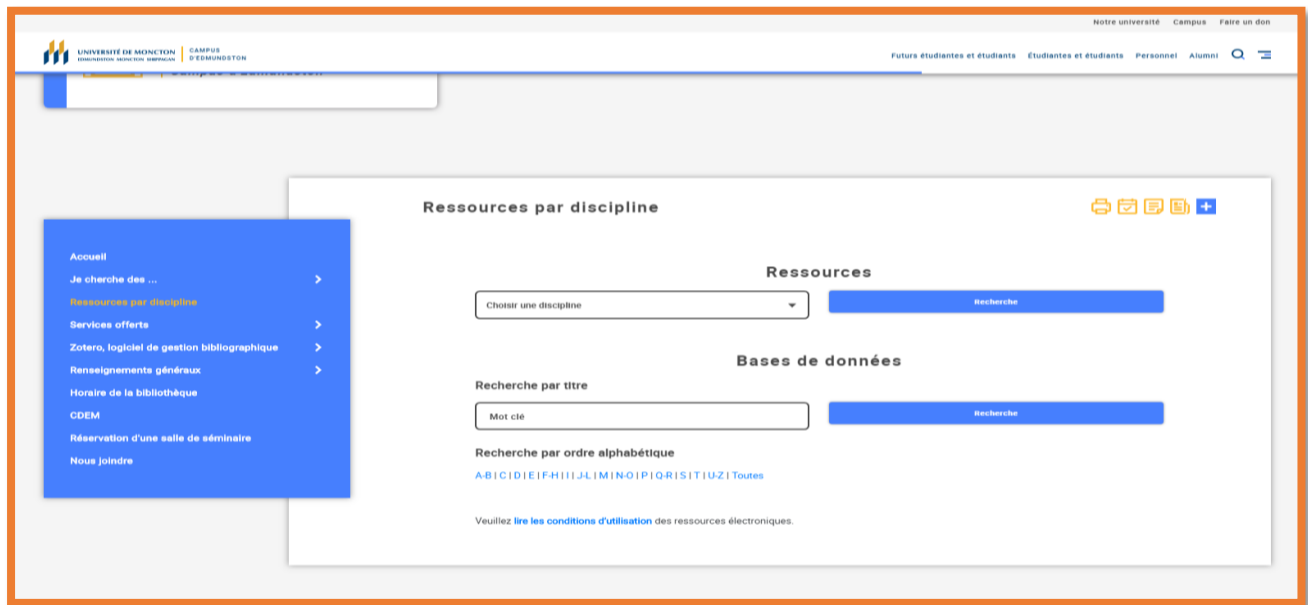 Notre université Campus Faire un don
UNIVERSITÉ DE MONCTON
EDMUNDSTON MONCTON SHIPPAGAN
CAMPUS
D'EDMUNDSTON
Futurs étudiantes et étudiants Étudiantes et étudiants Personnel Alumni
Campus d'Edmundston
Ressources par discipline
Accueil
Je cherche des ...
Ressources par discipline
Services offerts
Zotero, logiciel de gestion bibliographique
Renseignements généraux
Horaire de la bibliothèque
CDEM
Réservation d'une salle de séminaire
Nous joindre
Ressources
Choisir une discipline
Recherche
Bases de données
Recherche par titre
Mot clé
Recherche
Recherche par ordre alphabétique
A-B | C | D | E | F-H | I | J-L | M | N-O | P | Q-R | S | T | U-Z | Toutes
Veuillez lire les conditions d'utilisation des ressources électroniques.